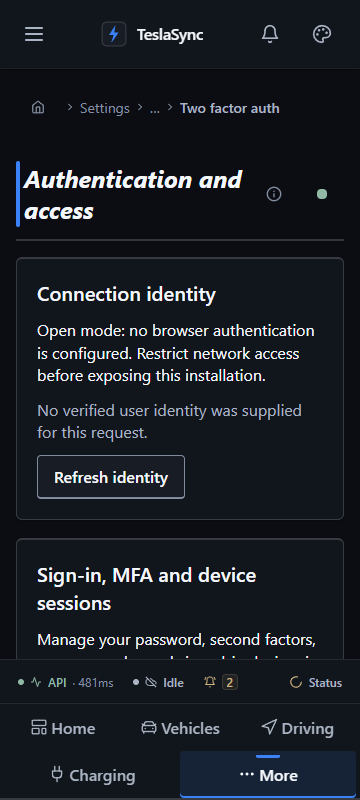 TeslaSync
Settings ... Two factor auth
Authentication and
access
Connection identity
Open mode: no browser authentication
is configured. Restrict network access
before exposing this installation.
No verified user identity was supplied
for this request.
Refresh identity
Sign-in, MFA and device
sessions
Manage your password, second factors,
API · 481ms Idle 2 Status
Home Vehicles Driving
Charging ··· More